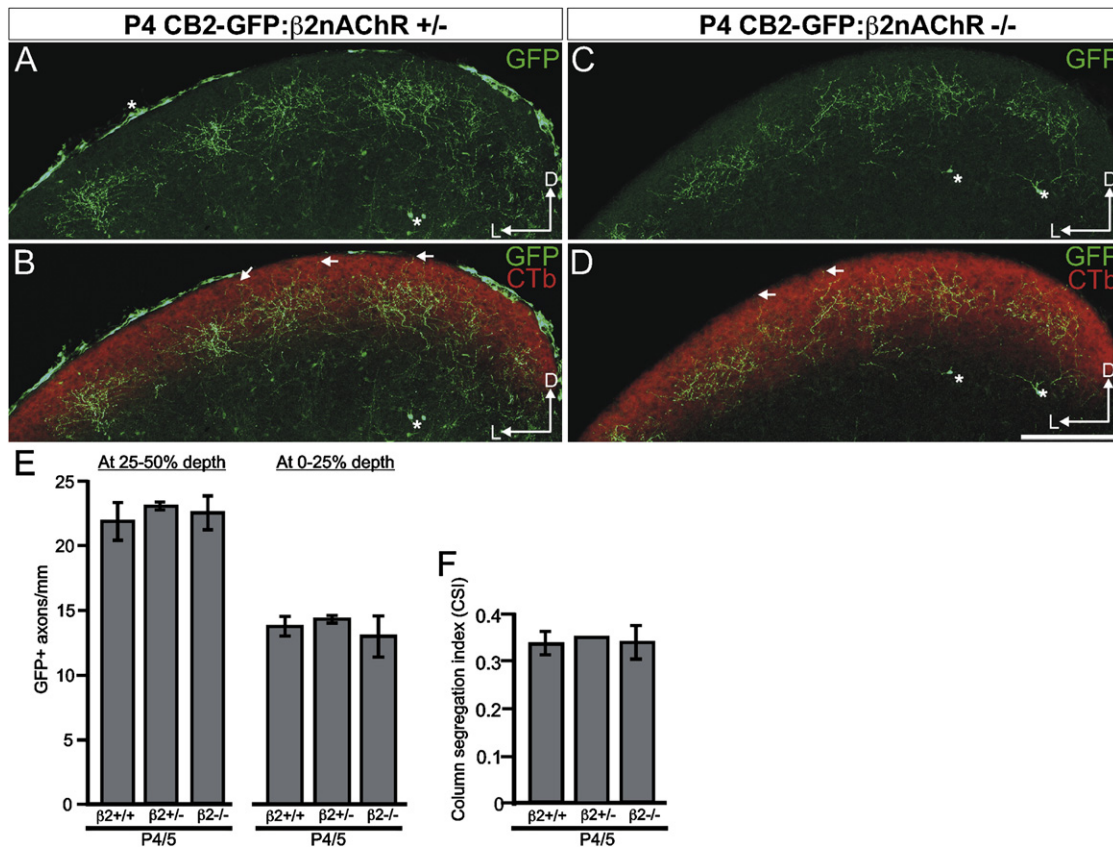 P4 CB2-GFP:β2nAChR +/-
P4 CB2-GFP:β2nAChR -/-
A
GFP
*
D
L
*
C
GFP
D
*
*
L
B
GFP
CTb
D
L
*
D
GFP
CTb
D
*
*
L
E
At 25-50% depth
At 0-25% depth
GFP+ axons/mm
25
20
15
10
5
0
β2+/+ β2+/- β2-/-
P4/5
β2+/+ β2+/- β2-/-
P4/5
F
Column segregation index (CSI)
0.4
0.3
0.2
0.1
0
β2+/+ β2+/- β2-/-
P4/5